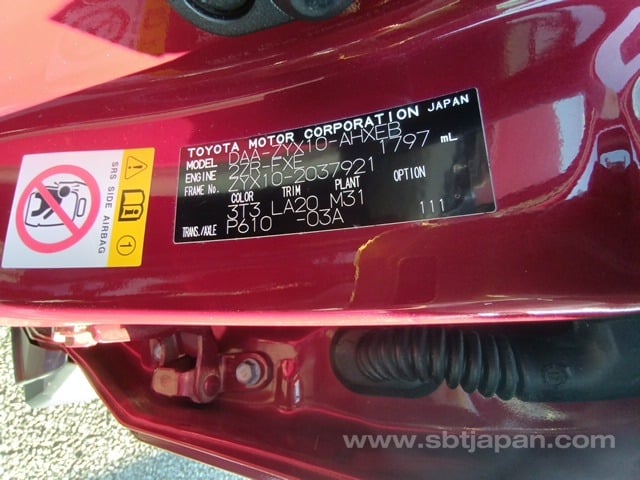 TOYOTA MOTOR CORPORATION JAPAN
MODEL DAA-ZYX10-AHXEB
ENGINE 2ZR-FXE 1797 mL
FRAME NO. ZYX10-2037921
COLOR TRIM PLANT OPTION
3T3 LA20 M31
TRANS./AXLE P610 -03A 111
SRS SIDE AIRBAG
www.sbtjapan.com